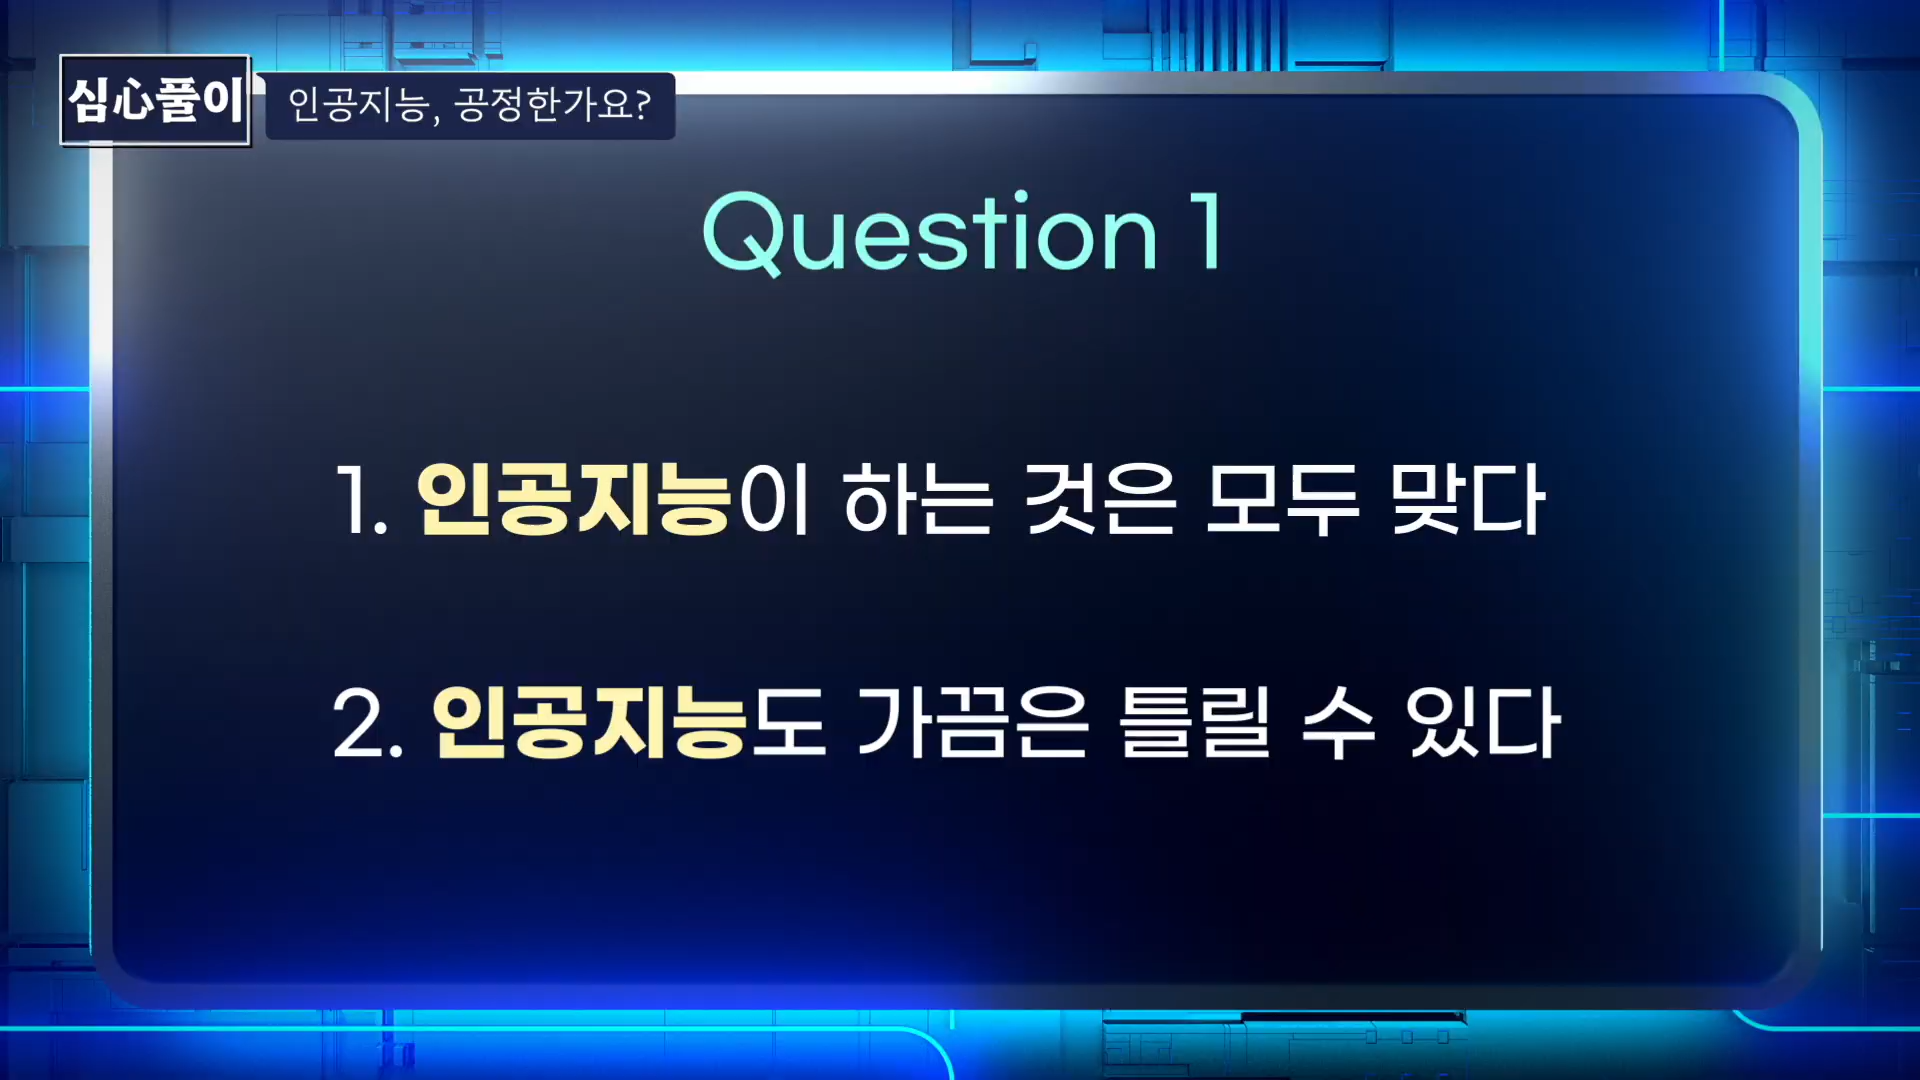 심心풀이
인공지능, 공정한가요?
Question 1
1. 인공지능이 하는 것은 모두 맞다
2. 인공지능도 가끔은 틀릴 수 있다